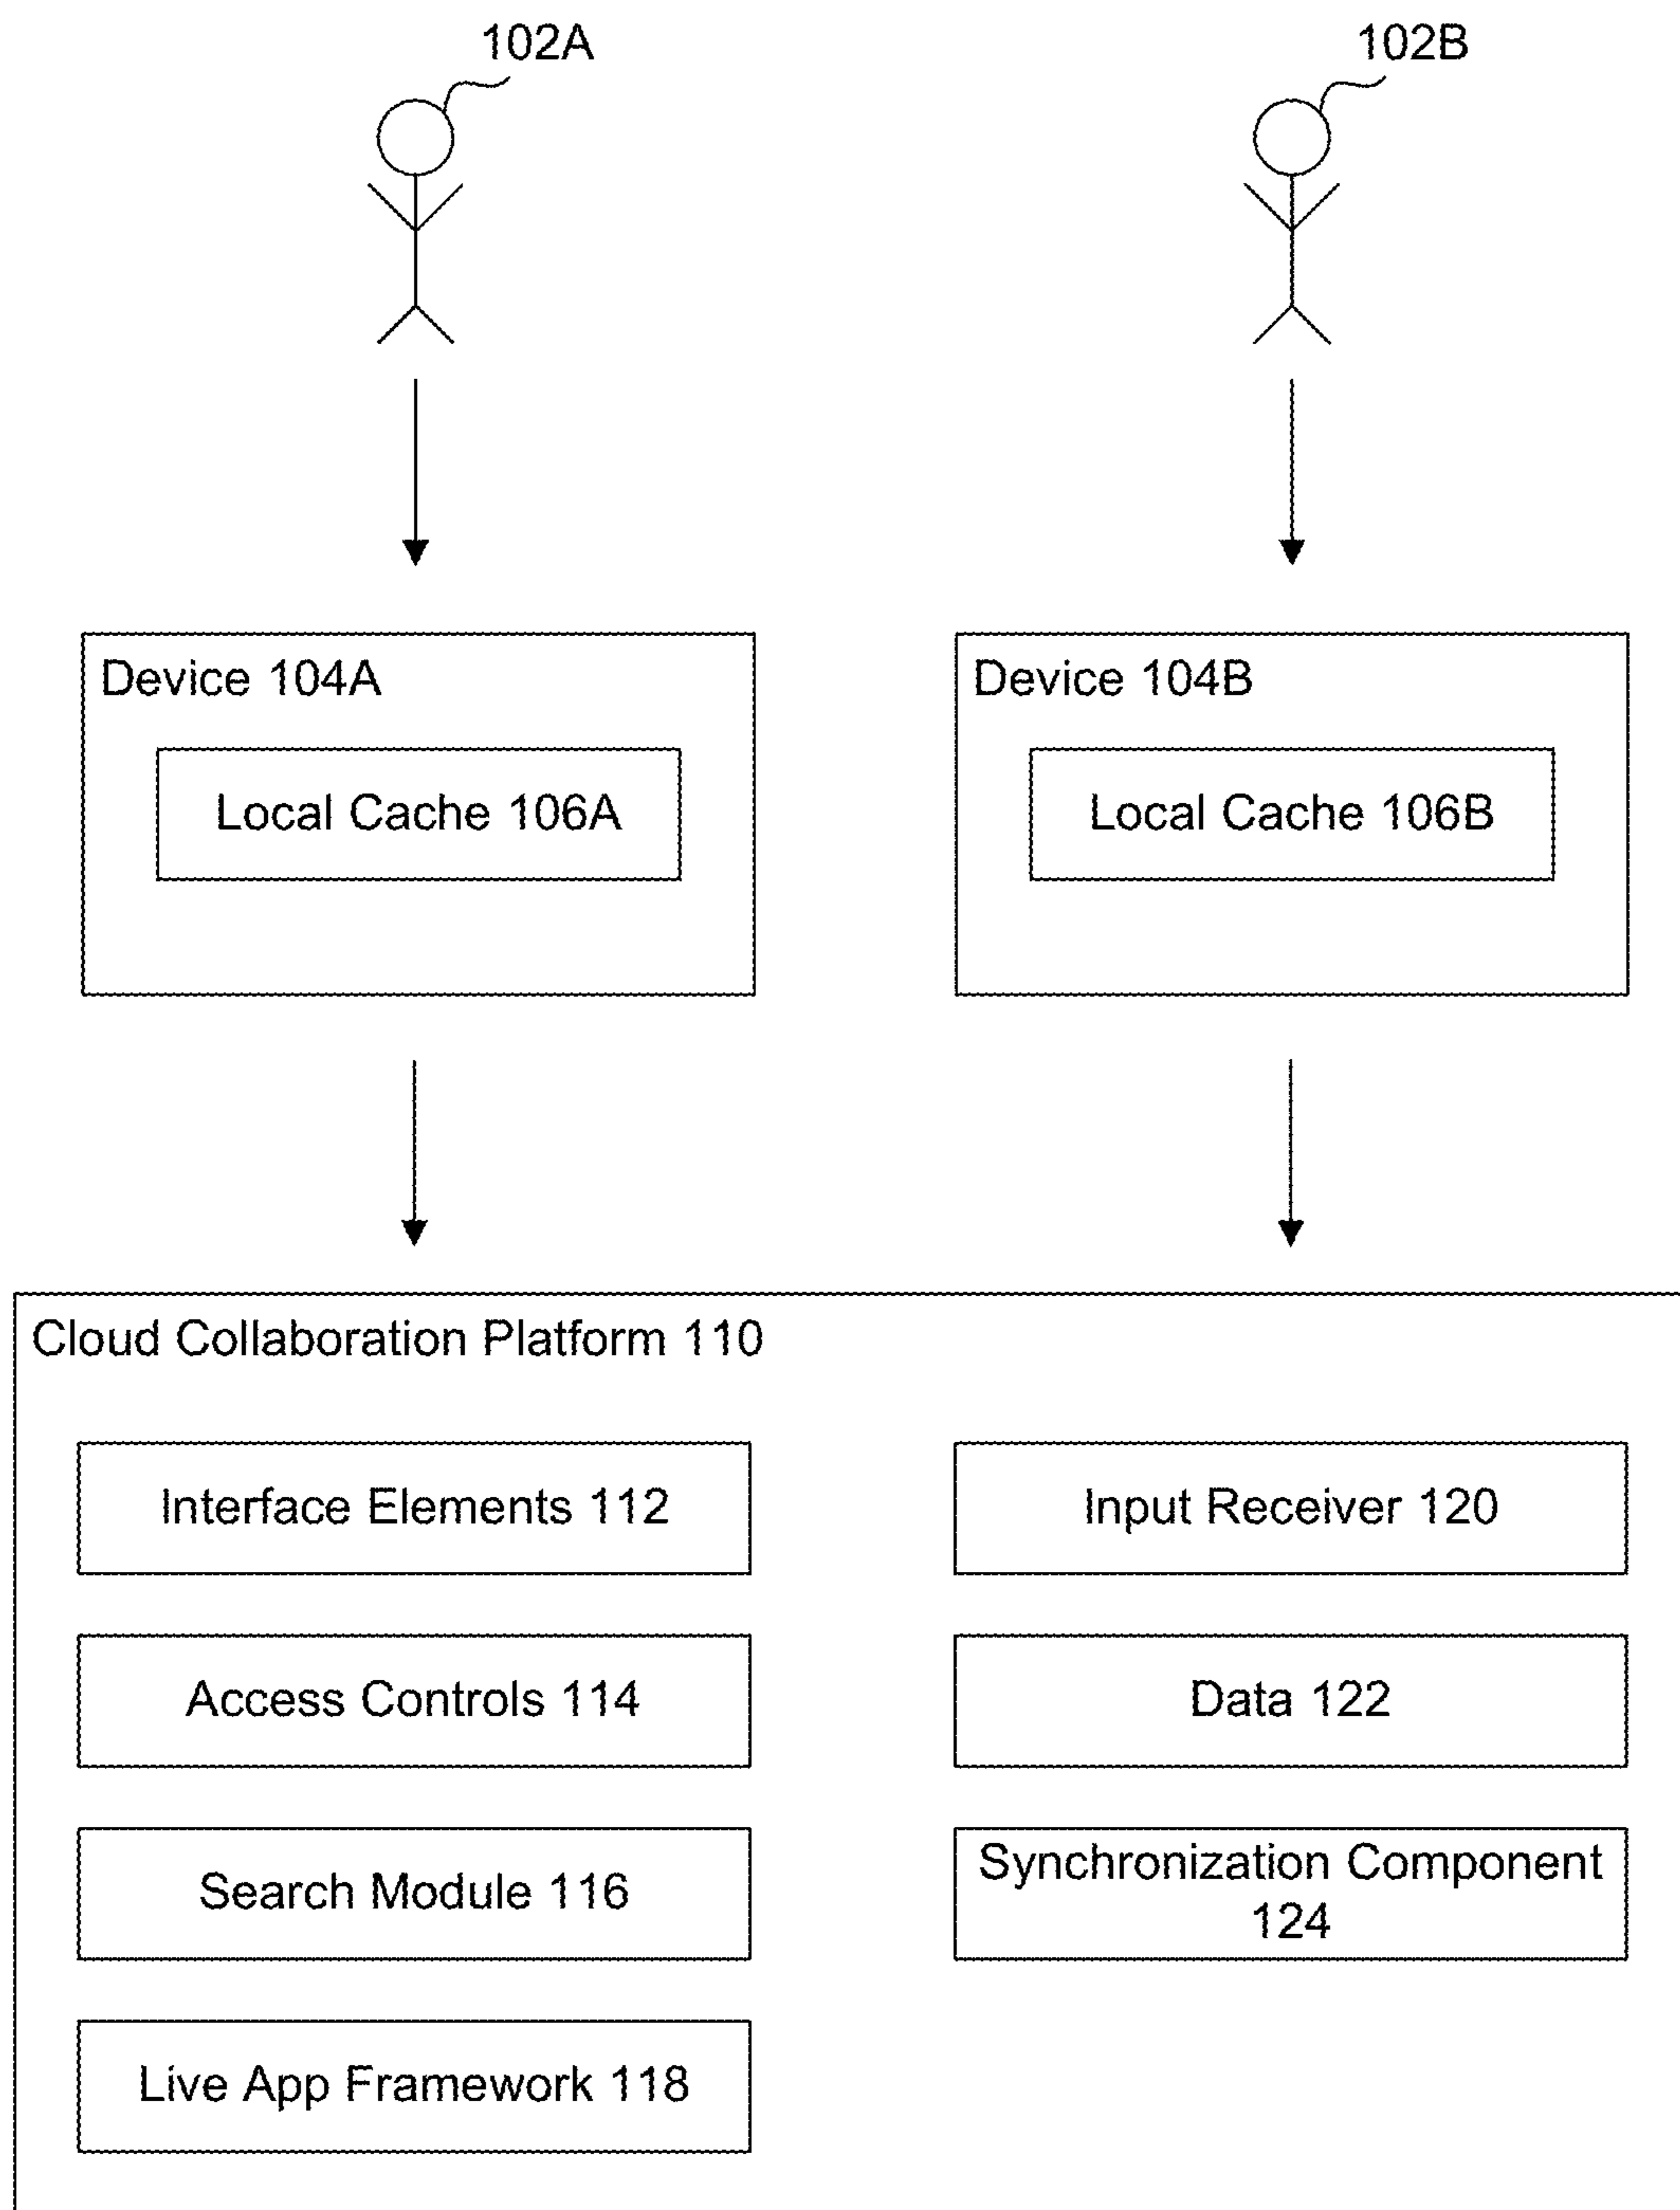 102A
102B
Device 104A
Local Cache 106A
Device 104B
Local Cache 106B
Cloud Collaboration Platform 110
Interface Elements 112
Access Controls 114
Search Module 116
Live App Framework 118
Input Receiver 120
Data 122
Synchronization Component
124